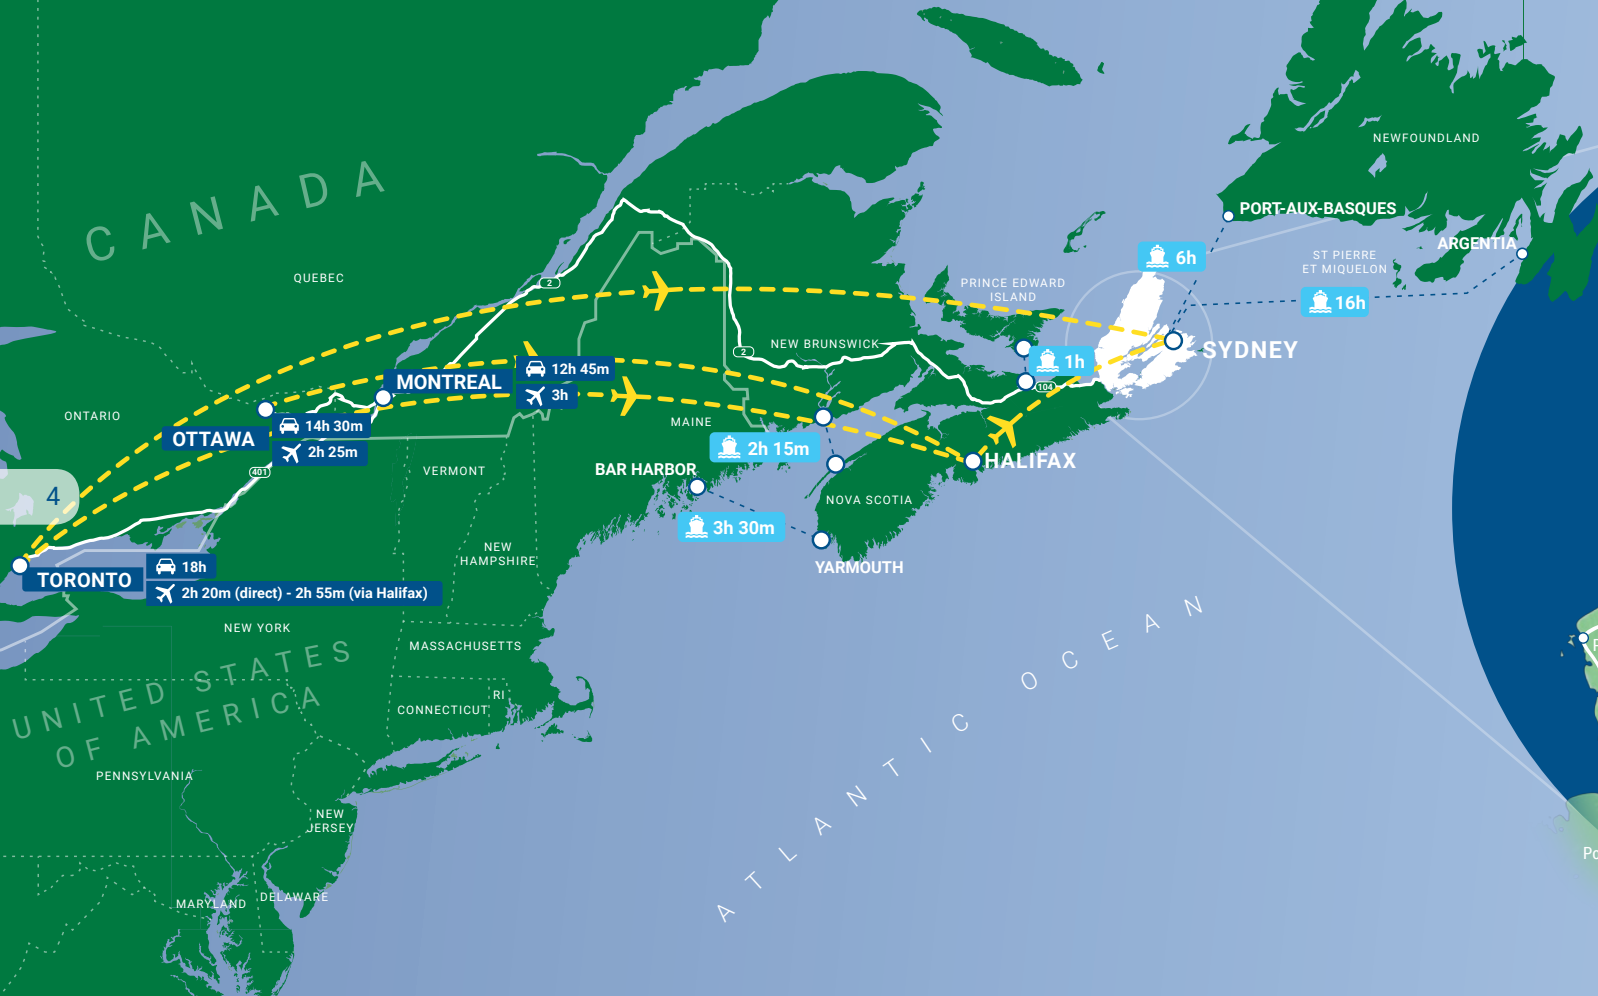 NEWFOUNDLAND
CANADA
PORT-AUX-BASQUES
ARGENTIA
6h
ST PIERRE
ET MIQUELON
QUEBEC
2
PRINCE EDWARD
ISLAND
16h
NEW BRUNSWICK
2
SYDNEY
1h
104
12h 45m
MONTREAL
3h
ONTARIO
14h 30m
OTTAWA
2h 25m
MAINE
2h 15m
HALIFAX
401
VERMONT
BAR HARBOR
4
NOVA SCOTIA
3h 30m
NEW
HAMPSHIRE
YARMOUTH
18h
TORONTO
2h 20m (direct) - 2h 55m (via Halifax)
NEW YORK
MASSACHUSETTS
UNITED STATES
OF AMERICA
RI
CONNECTICUT
ATLANTIC OCEAN
PENNSYLVANIA
NEW
JERSEY
Po
MARYLAND
DELAWARE